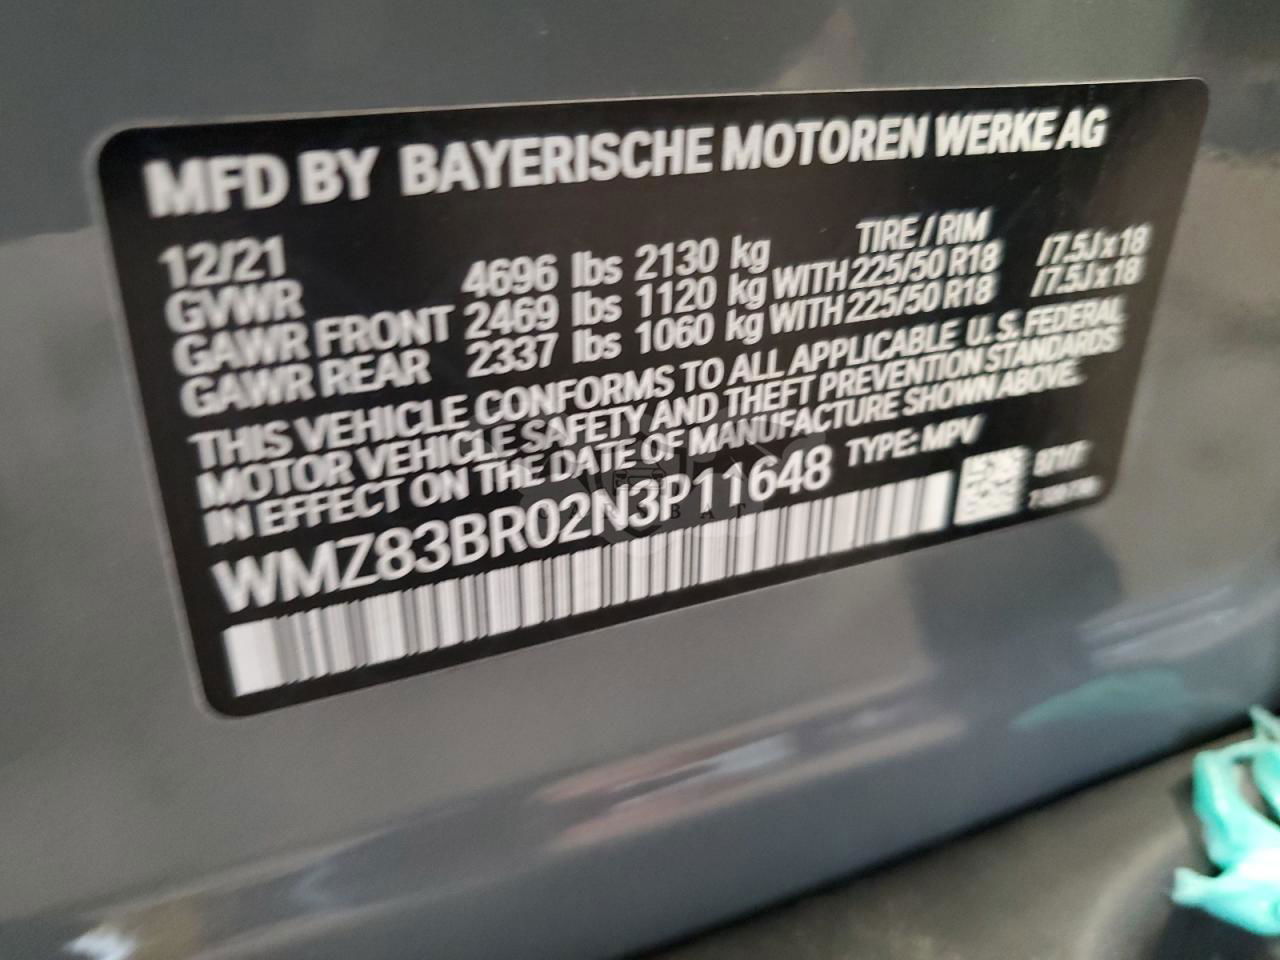 MFD BY BAYERISCHE MOTOREN WERKE AG
12/21 TIRE / RIM
GVWR 4696 lbs 2130 kg
GAWR FRONT 2469 lbs 1120 kg WITH 225/50 R18 /7.5J x 18
GAWR REAR 2337 lbs 1060 kg WITH 225/50 R18 /7.5J x 18
THIS VEHICLE CONFORMS TO ALL APPLICABLE U.S. FEDERAL
MOTOR VEHICLE SAFETY AND THEFT PREVENTION STANDARDS
IN EFFECT ON THE DATE OF MANUFACTURE SHOWN ABOVE.
WMZ83BR02N3P11648 TYPE: MPV